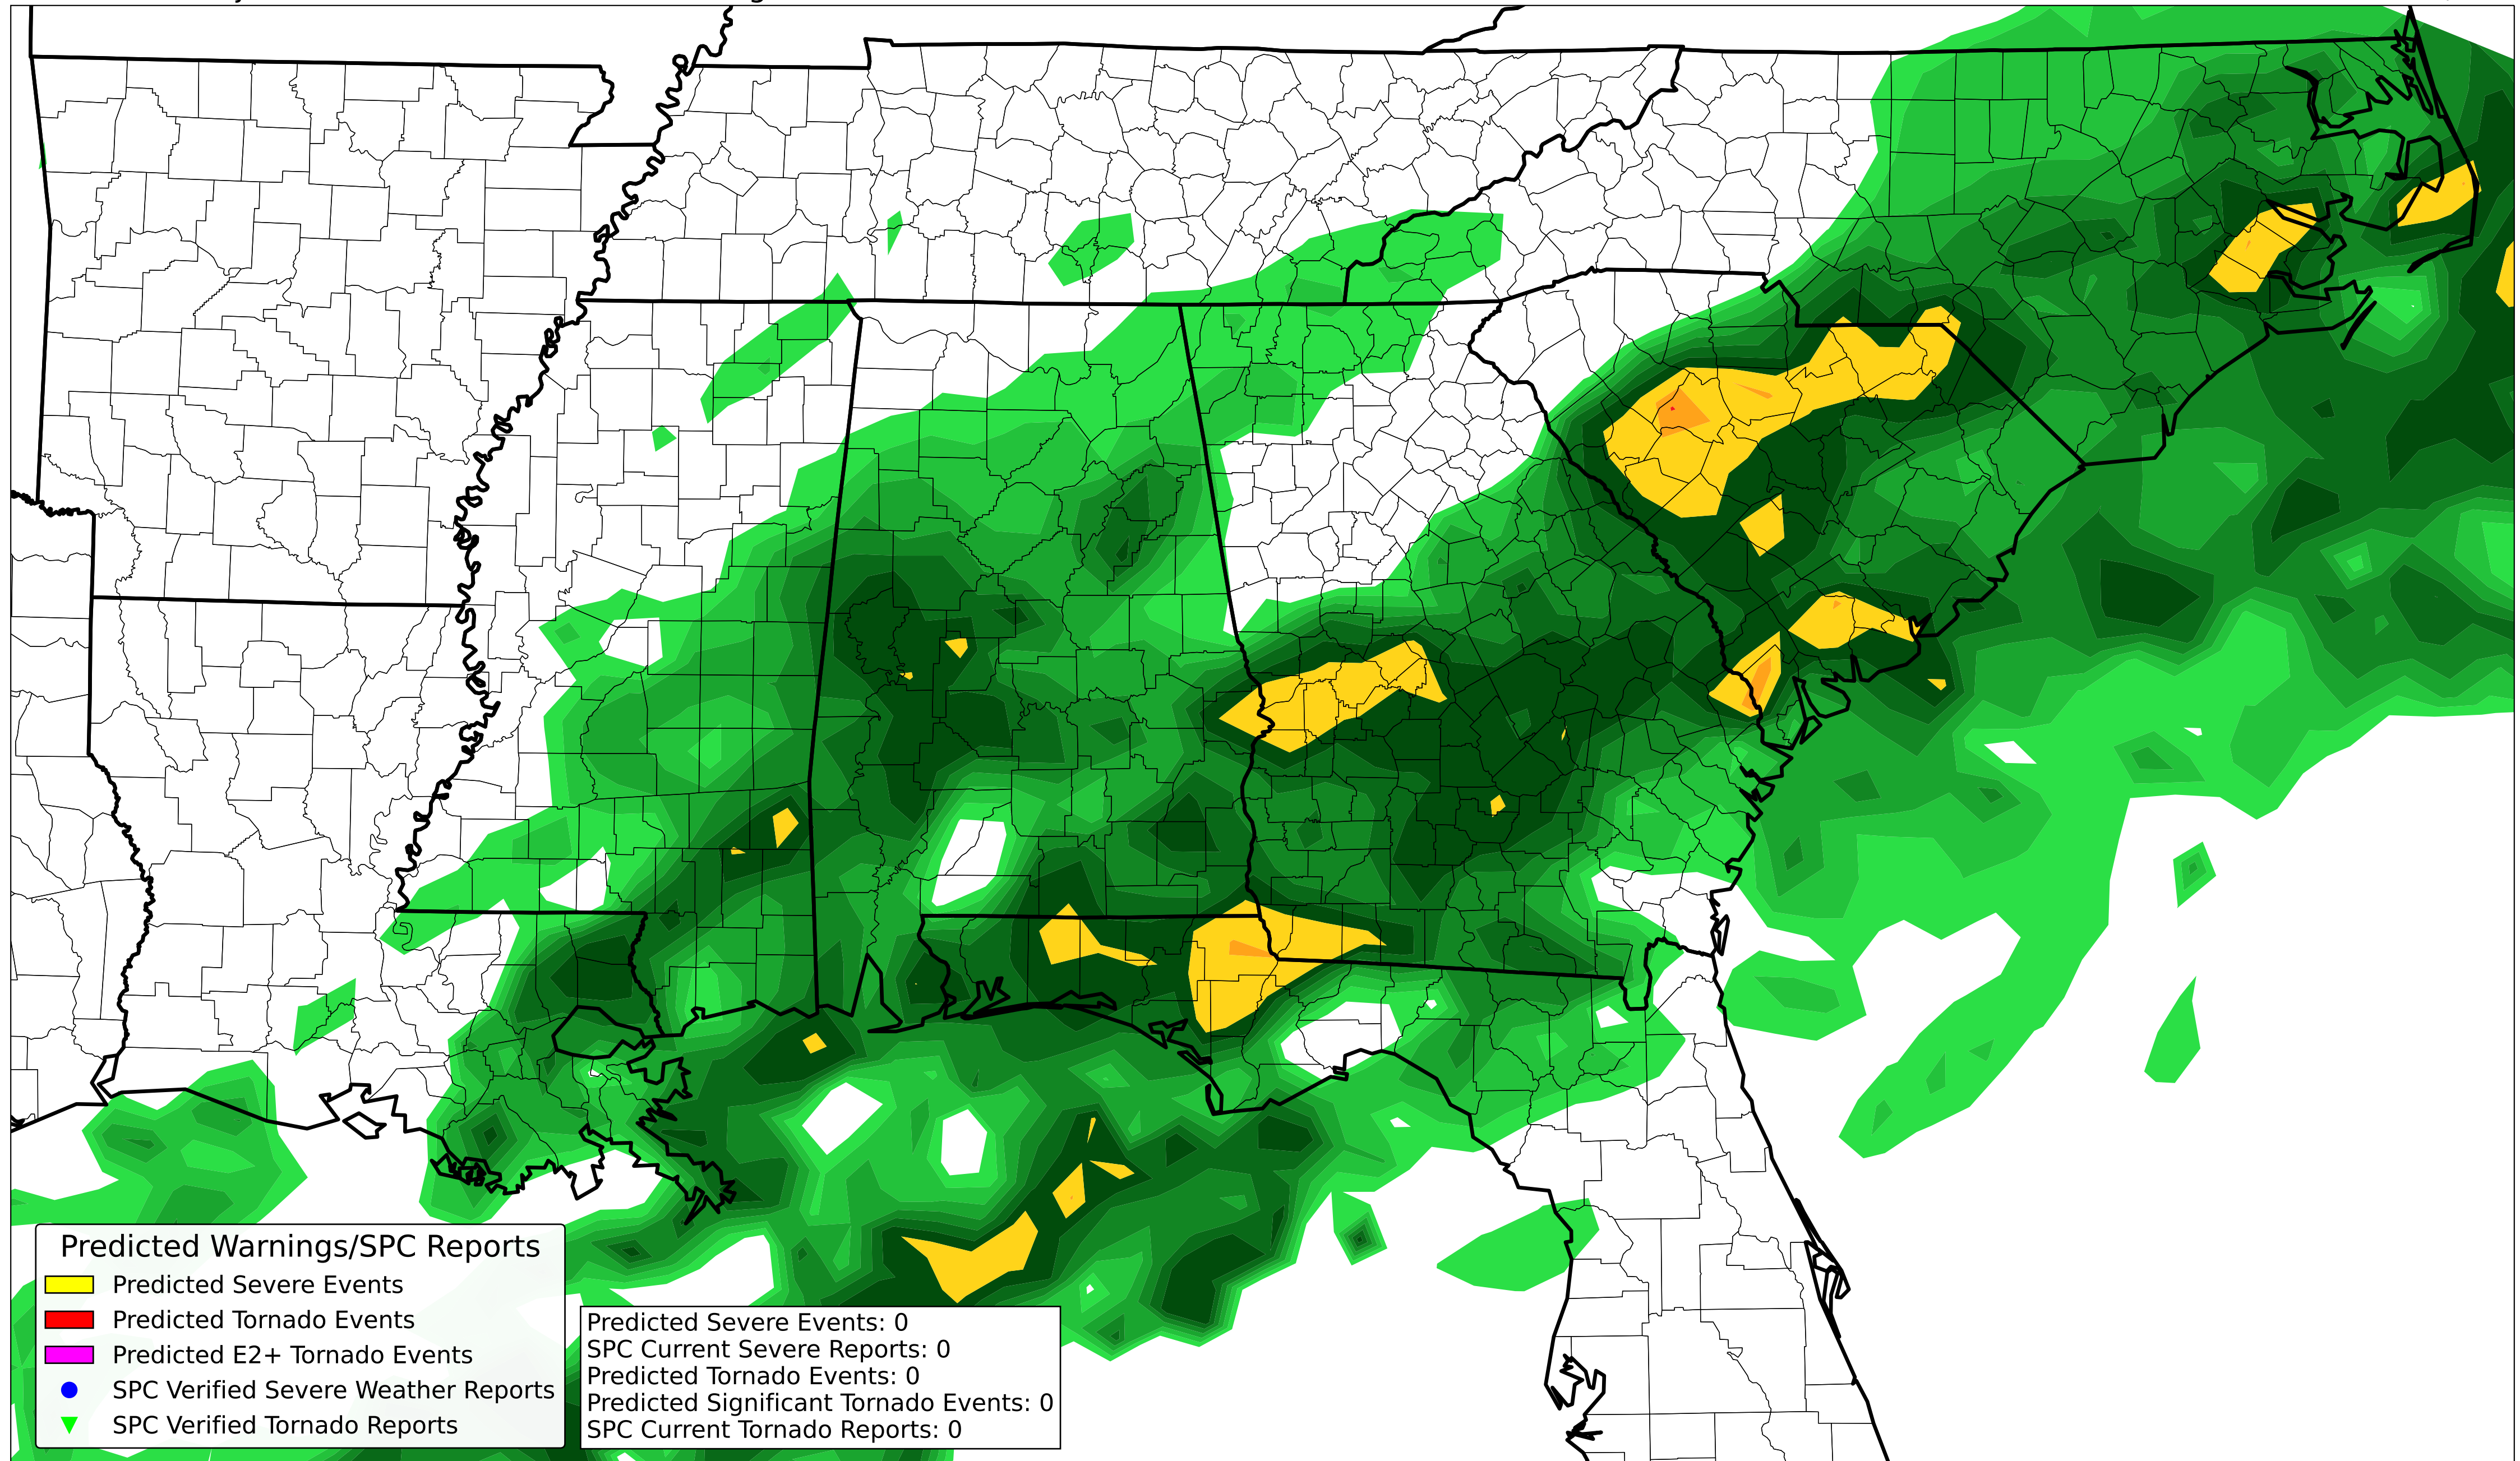 Predicted Warnings/SPC Reports
Predicted Severe Events
Predicted Tornado Events
Predicted E2+ Tornado Events
SPC Verified Severe Weather Reports
SPC Verified Tornado Reports
Predicted Severe Events: 0
SPC Current Severe Reports: 0
Predicted Tornado Events: 0
Predicted Significant Tornado Events: 0
SPC Current Tornado Reports: 0